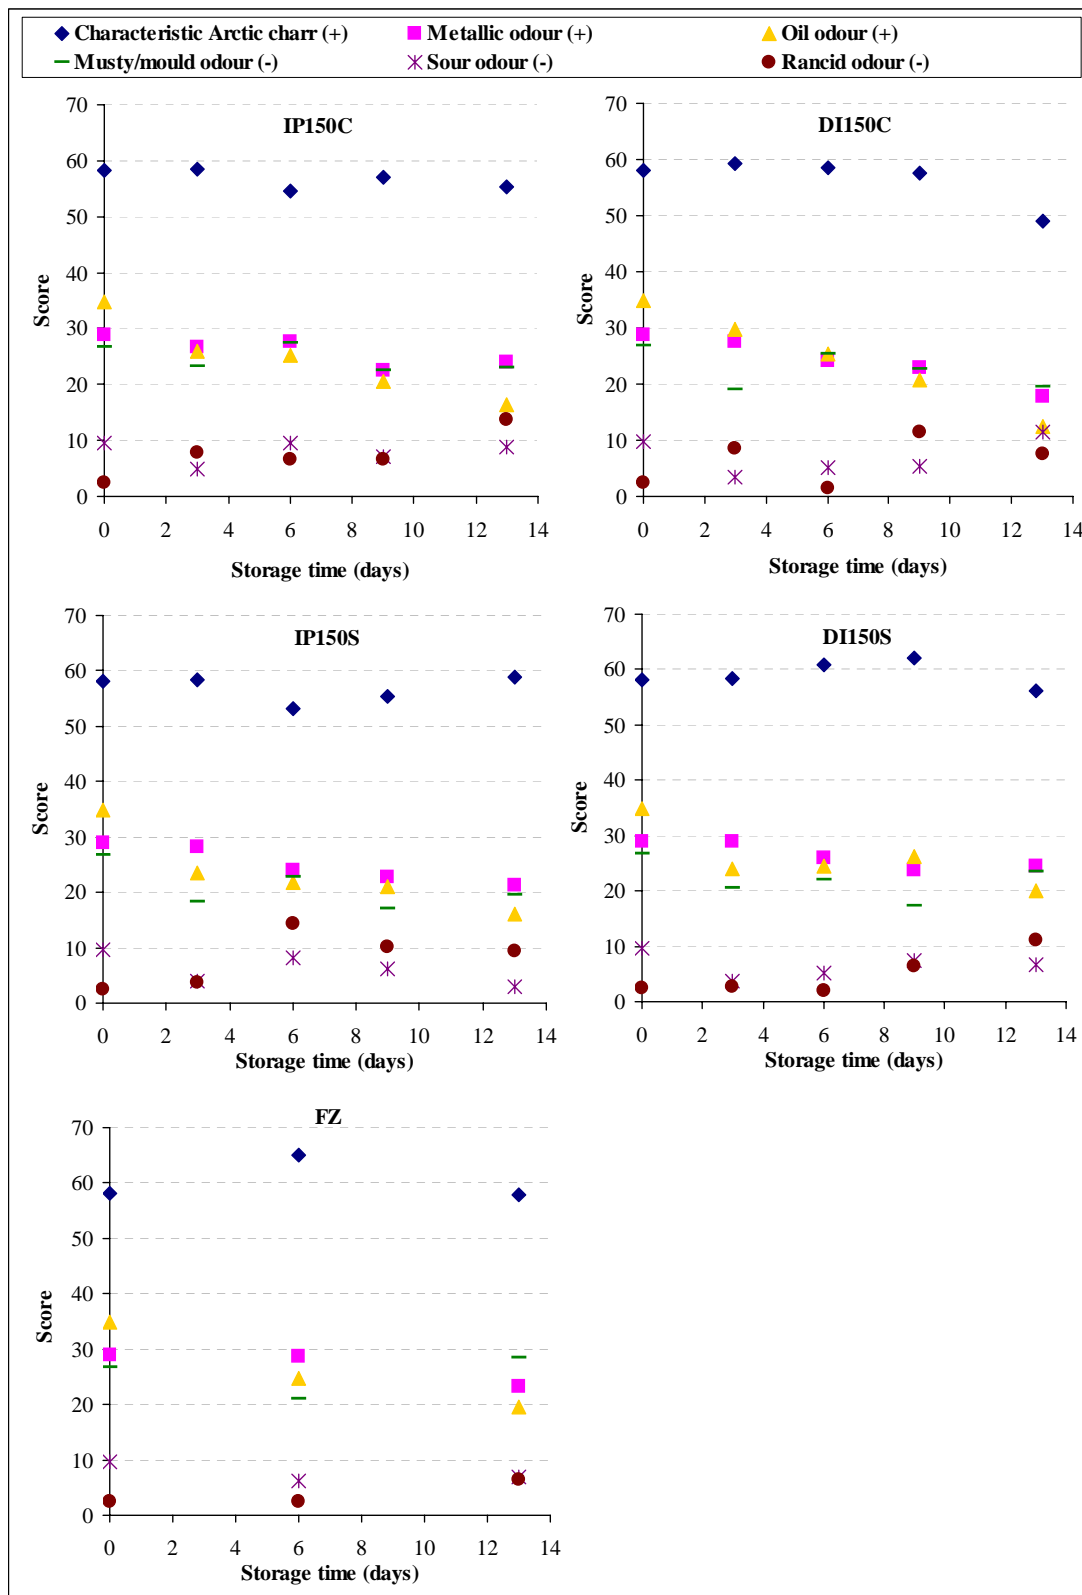 Characteristic Arctic charr (+) Metallic odour (+) Oil odour (+)
Musty/mould odour (-) Sour odour (-) Rancid odour (-)
IP150C
70
60
50
40
30
20
10
0
Score
0 2 4 6 8 10 12 14
Storage time (days)
DI150C
70
60
50
40
30
20
10
0
Score
0 2 4 6 8 10 12 14
Storage time (days)
IP150S
70
60
50
40
30
20
10
0
Score
0 2 4 6 8 10 12 14
Storage time (days)
DI150S
70
60
50
40
30
20
10
0
Score
0 2 4 6 8 10 12 14
Storage time (days)
FZ
70
60
50
40
30
20
10
0
Score
0 2 4 6 8 10 12 14
Storage time (days)